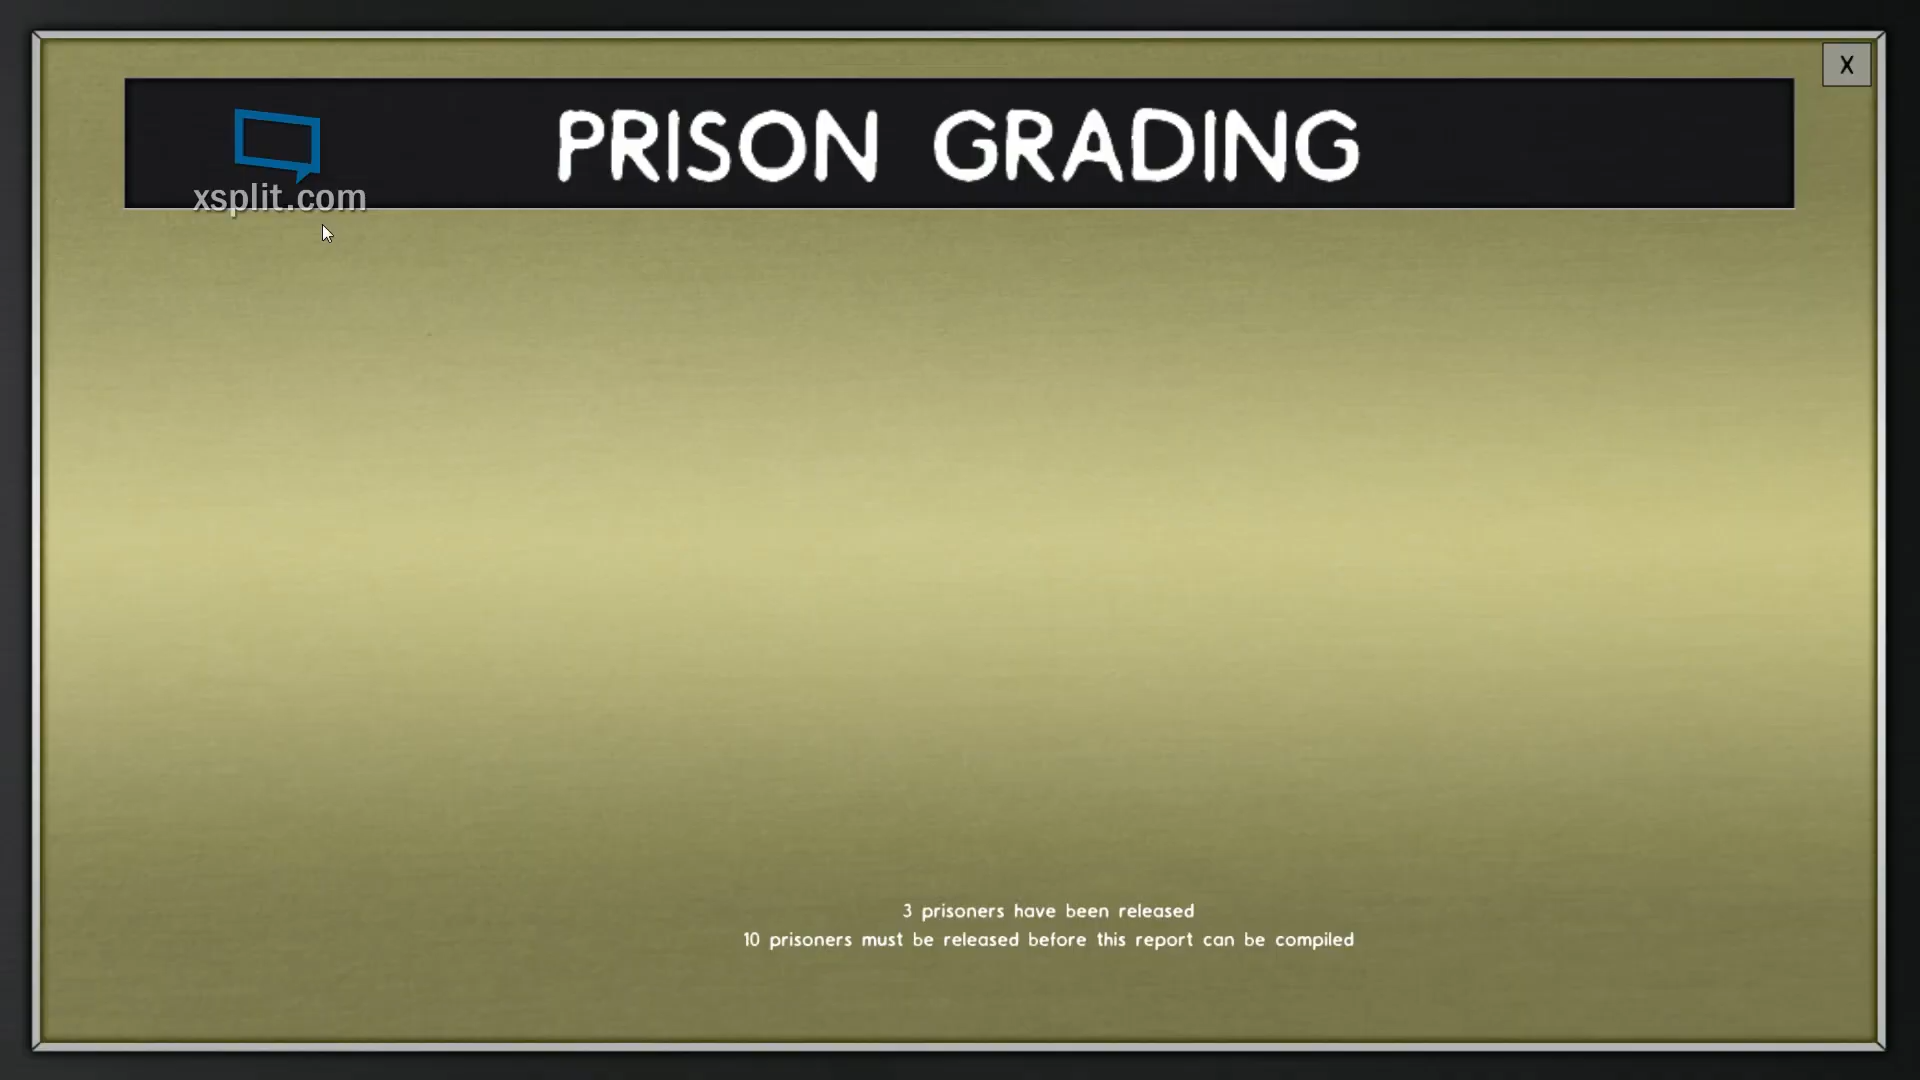 X
PRISON GRADING
xsplit.com
3 prisoners have been released
10 prisoners must be released before this report can be compiled